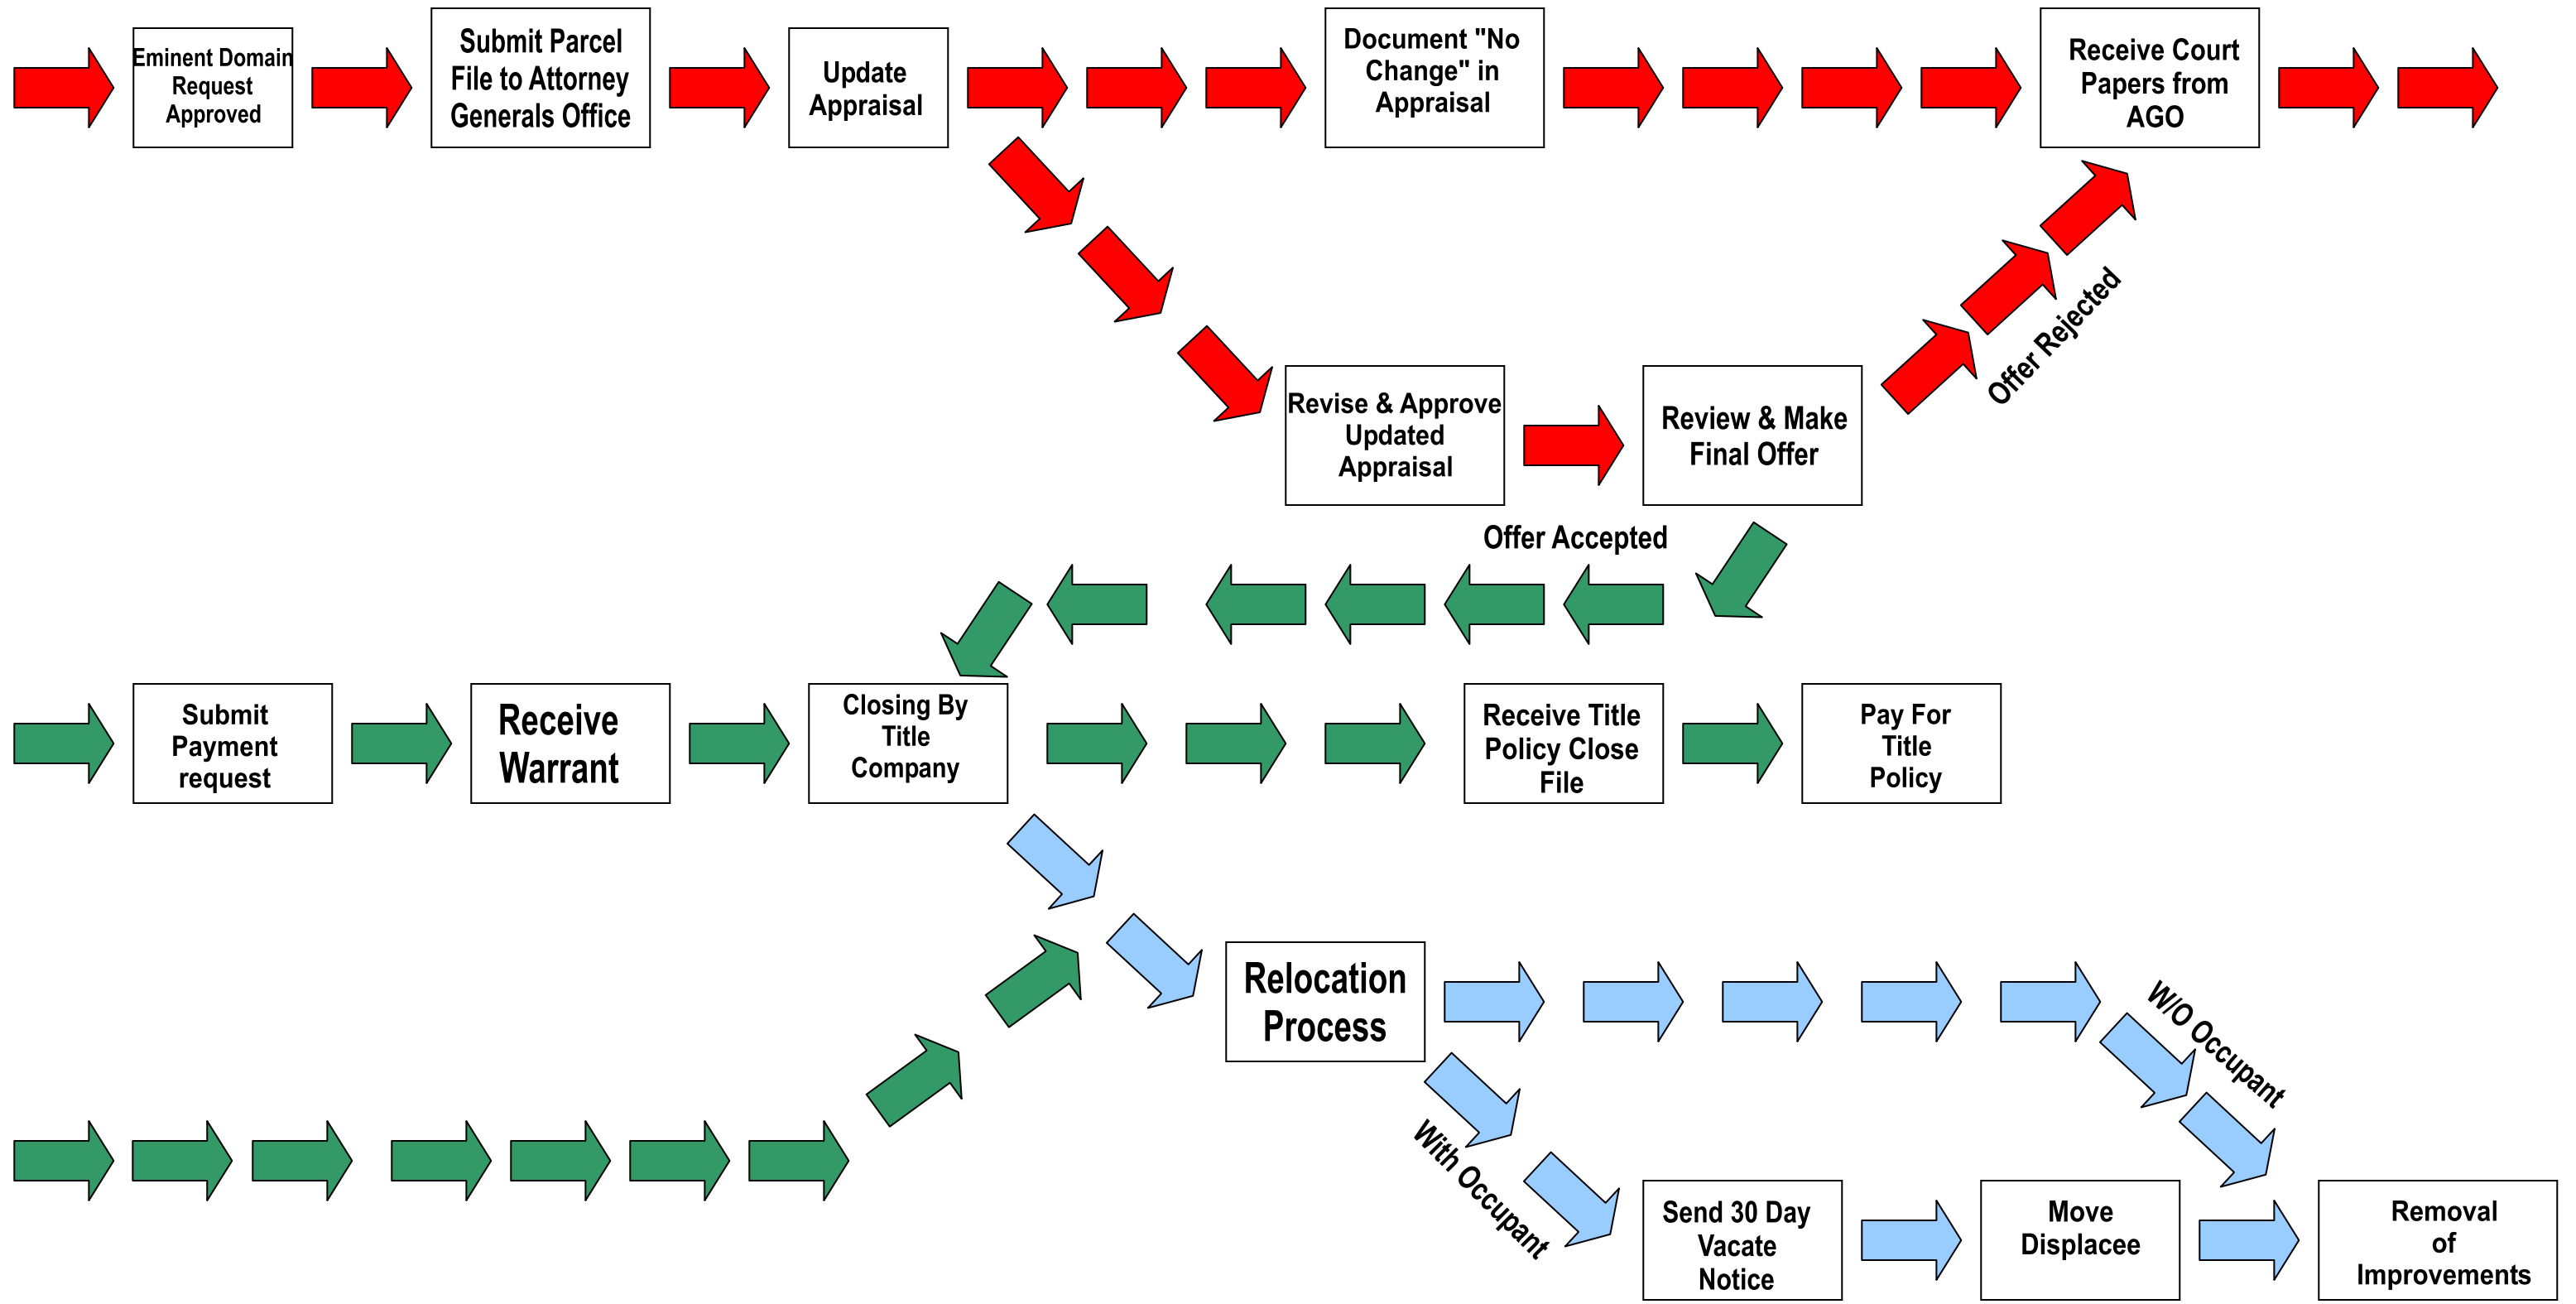 Eminent Domain
Request
Approved
Submit Parcel
File to Attorney
Generals Office
Update
Appraisal
Document "No
Change" in
Appraisal
Receive Court
Papers from
AGO
Offer Rejected
Revise & Approve
Updated
Appraisal
Review & Make
Final Offer
Offer Accepted
Submit
Payment
request
Receive
Warrant
Closing By
Title
Company
Receive Title
Policy Close
File
Pay For
Title
Policy
Relocation
Process
W/O Occupant
With Occupant
Send 30 Day
Vacate
Notice
Move
Displacee
Removal
of
Improvements